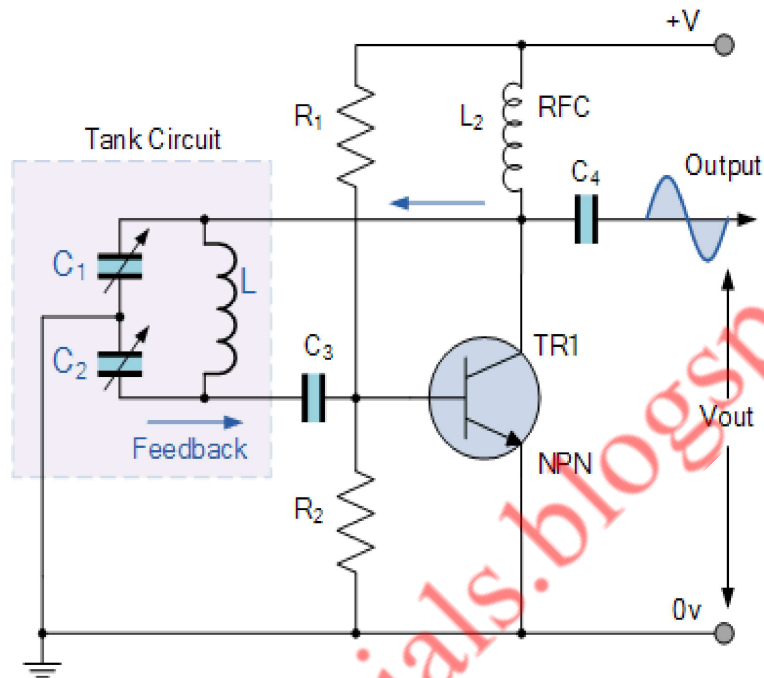 +V
R1
L2
RFC
Tank Circuit
C4
Output
C1
L
C2
C3
TR1
Feedback
Vout
NPN
R2
0v
ials.blogsp